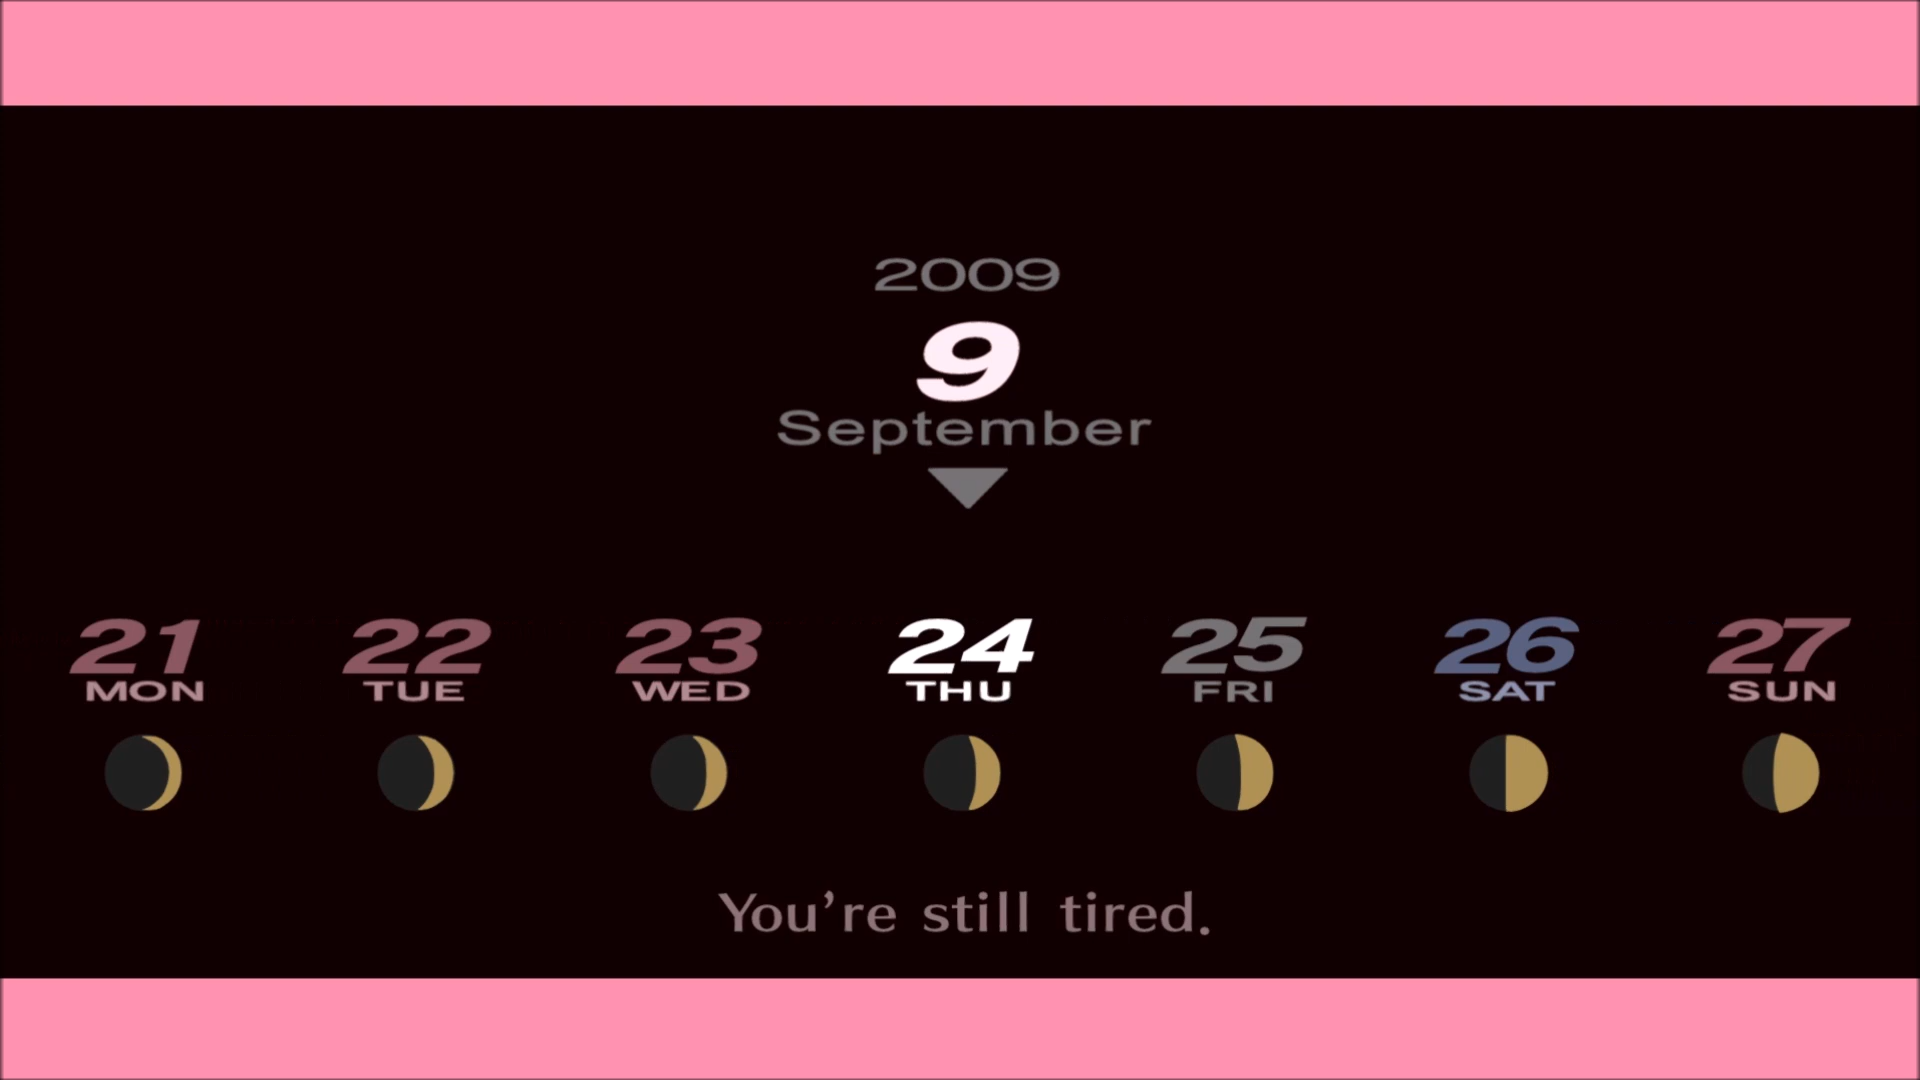 2009
9
September
21 22 23 24 25 26 27
MON TUE WED THU FRI SAT SUN
You’re still tired.